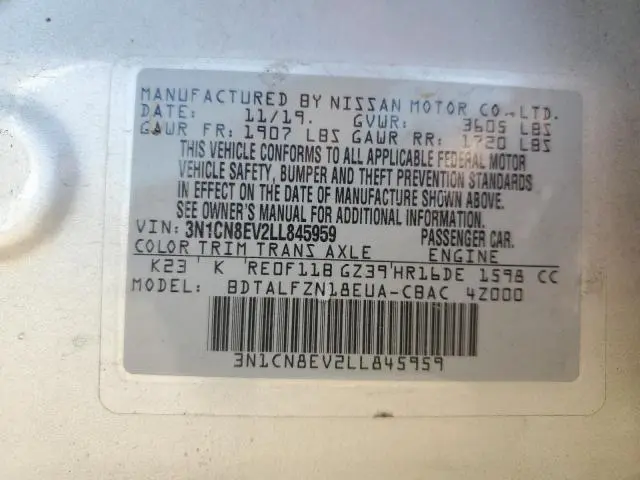 MANUFACTURED BY NISSAN MOTOR CO.,LTD.
DATE: 11/19. GVWR: 3605 LBS
GAWR FR: 1907 LBS GAWR RR: 1720 LBS
THIS VEHICLE CONFORMS TO ALL APPLICABLE FEDERAL MOTOR
VEHICLE SAFETY, BUMPER AND THEFT PREVENTION STANDARDS
IN EFFECT ON THE DATE OF MANUFACTURE SHOWN ABOVE.
SEE OWNER'S MANUAL FOR ADDITIONAL INFORMATION.
VIN: 3N1CN8EV2LL845959 PASSENGER CAR.
COLOR TRIM TRANS AXLE ENGINE
K23 K RE0F11B GZ39 HR16DE 1598 CC
MODEL: BDTALFZN18EUA-CBAC 4Z000
3N1CN8EV2LL845959